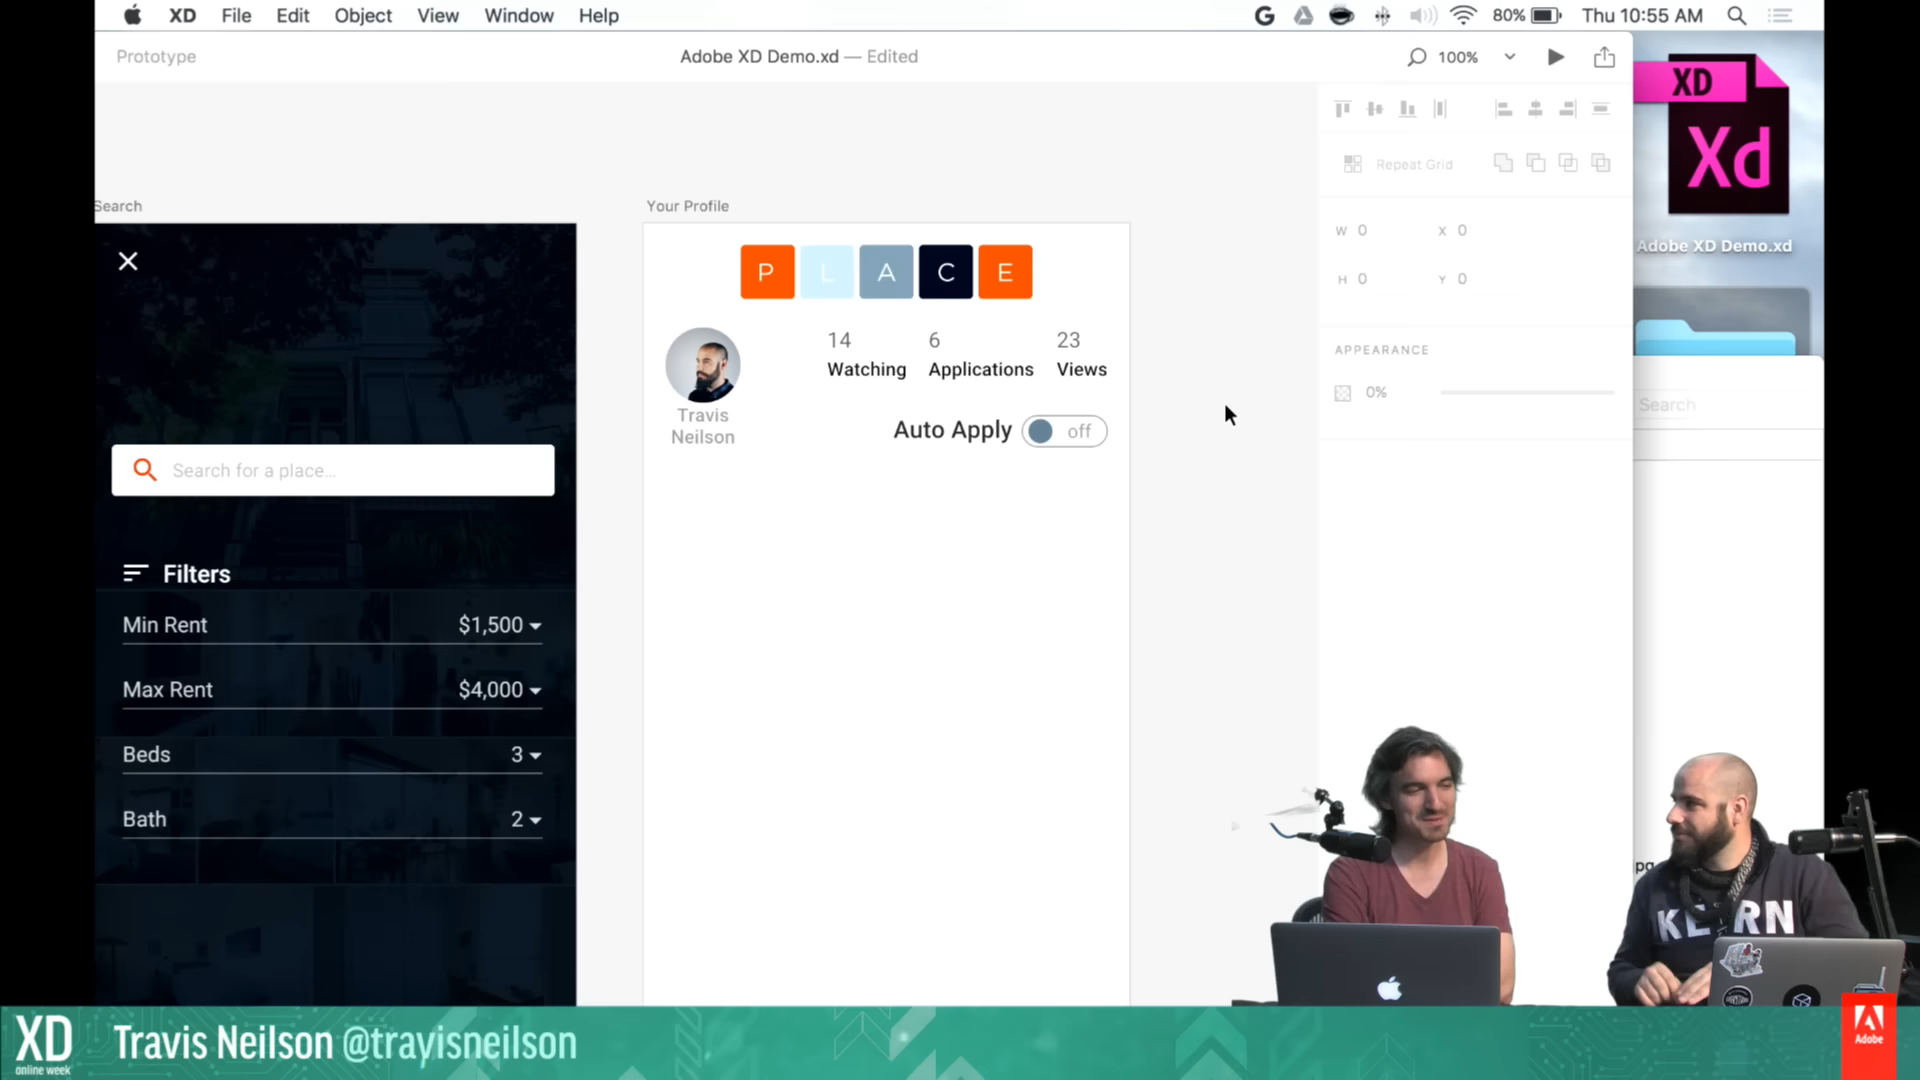 XD File Edit Object View Window Help
80% Thu 10:55 AM
Prototype
Adobe XD Demo.xd — Edited
100%
XD
Xd
Adobe XD Demo.xd
Repeat Grid
W 0 X 0
H 0 Y 0
APPEARANCE
0%
Search
Search
Search for a place...
Filters
Min Rent $1,500
Max Rent $4,000
Beds 3
Bath 2
Your Profile
P L A C E
14 6 23
Watching Applications Views
Travis
Neilson
Auto Apply off
KERN
XD
online week
Travis Neilson @travisneilson
Adobe